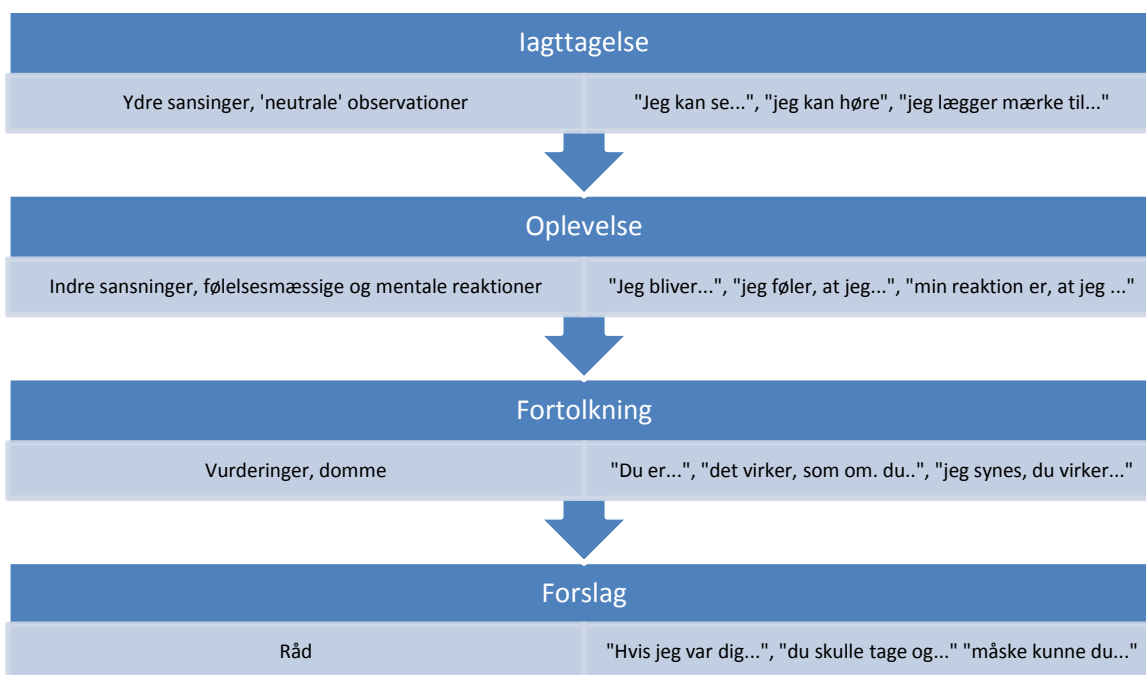 Iagttagelse
Ydre sansinger, 'neutrale' observationer
"Jeg kan se...", "jeg kan høre", "jeg lægger mærke til..."
Oplevelse
Indre sansninger, følelsesmæssige og mentale reaktioner
"Jeg bliver...", "jeg føler, at jeg...", "min reaktion er, at jeg ..."
Fortolkning
Vurderinger, domme
"Du er...", "det virker, som om. du..", "jeg synes, du virker..."
Forslag
Råd
"Hvis jeg var dig...", "du skulle tage og..." "måske kunne du..."